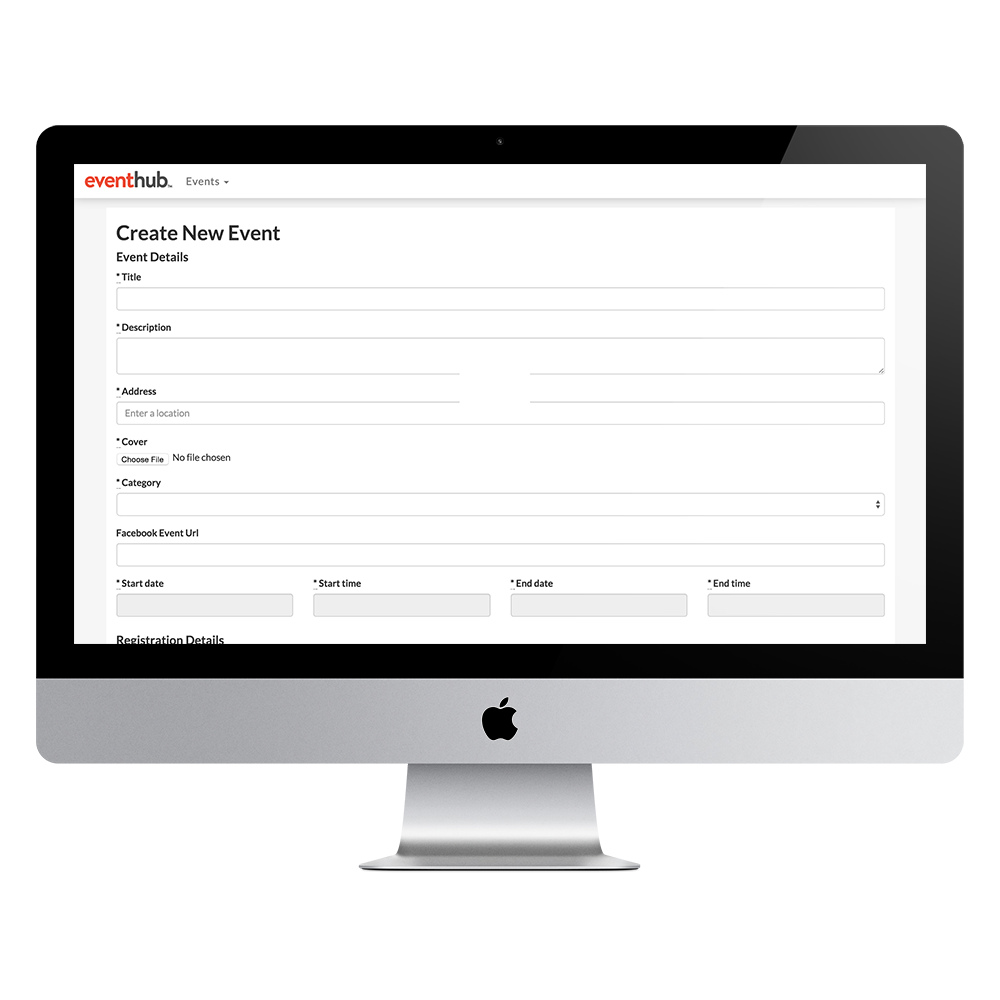 eventhub™ Events
Create New Event
Event Details
* Title
* Description
* Address
Enter a location
* Cover
Choose File No file chosen
* Category
Facebook Event Url
* Start date * Start time * End date * End time
Registration Details